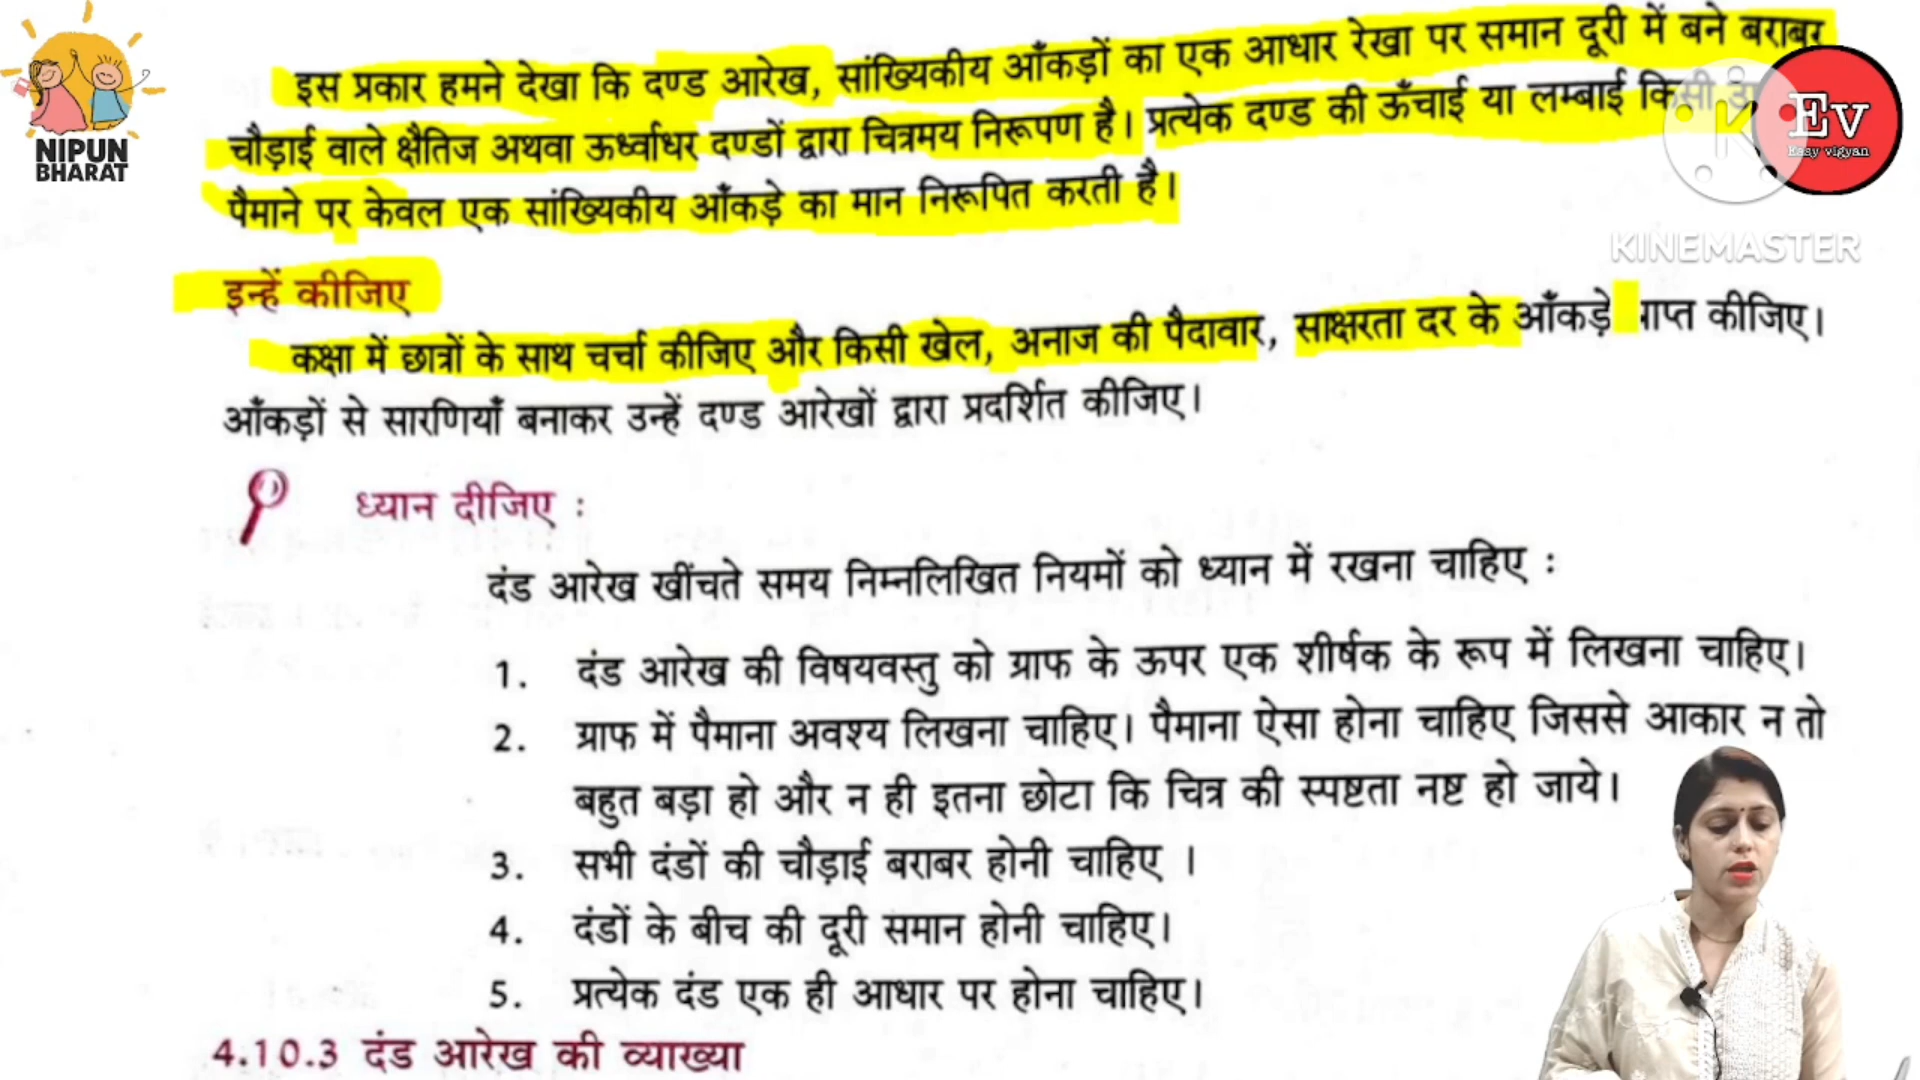 इस प्रकार हमने देखा कि दण्ड आरेख, सांख्यिकीय आँकड़ों का एक आधार रेखा पर समान दूरी में बने बराबर
चौड़ाई वाले क्षैतिज अथवा ऊर्ध्वाधर दण्डों द्वारा चित्रमय निरूपण है। प्रत्येक दण्ड की ऊँचाई या लम्बाई किसी
पैमाने पर केवल एक सांख्यिकीय आँकड़े का मान निरूपित करती है।
NIPUN
BHARAT
K
Ev
Easy vigyan
KINEMASTER
इन्हें कीजिए
कक्षा में छात्रों के साथ चर्चा कीजिए और किसी खेल, अनाज की पैदावार, साक्षरता दर के आँकड़े कीजिए।
आँकड़ों से सारणियाँ बनाकर उन्हें दण्ड आरेखों द्वारा प्रदर्शित कीजिए।
ध्यान दीजिए :
दंड आरेख खींचते समय निम्नलिखित नियमों को ध्यान में रखना चाहिए :
1. दंड आरेख की विषयवस्तु को ग्राफ के ऊपर एक शीर्षक के रूप में लिखना चाहिए।
2. ग्राफ में पैमाना अवश्य लिखना चाहिए। पैमाना ऐसा होना चाहिए जिससे आकार न तो
बहुत बड़ा हो और न ही इतना छोटा कि चित्र की स्पष्टता नष्ट हो जाये।
3. सभी दंडों की चौड़ाई बराबर होनी चाहिए ।
4. दंडों के बीच की दूरी समान होनी चाहिए।
5. प्रत्येक दंड एक ही आधार पर होना चाहिए।
4.10.3 दंड आरेख की व्याख्या